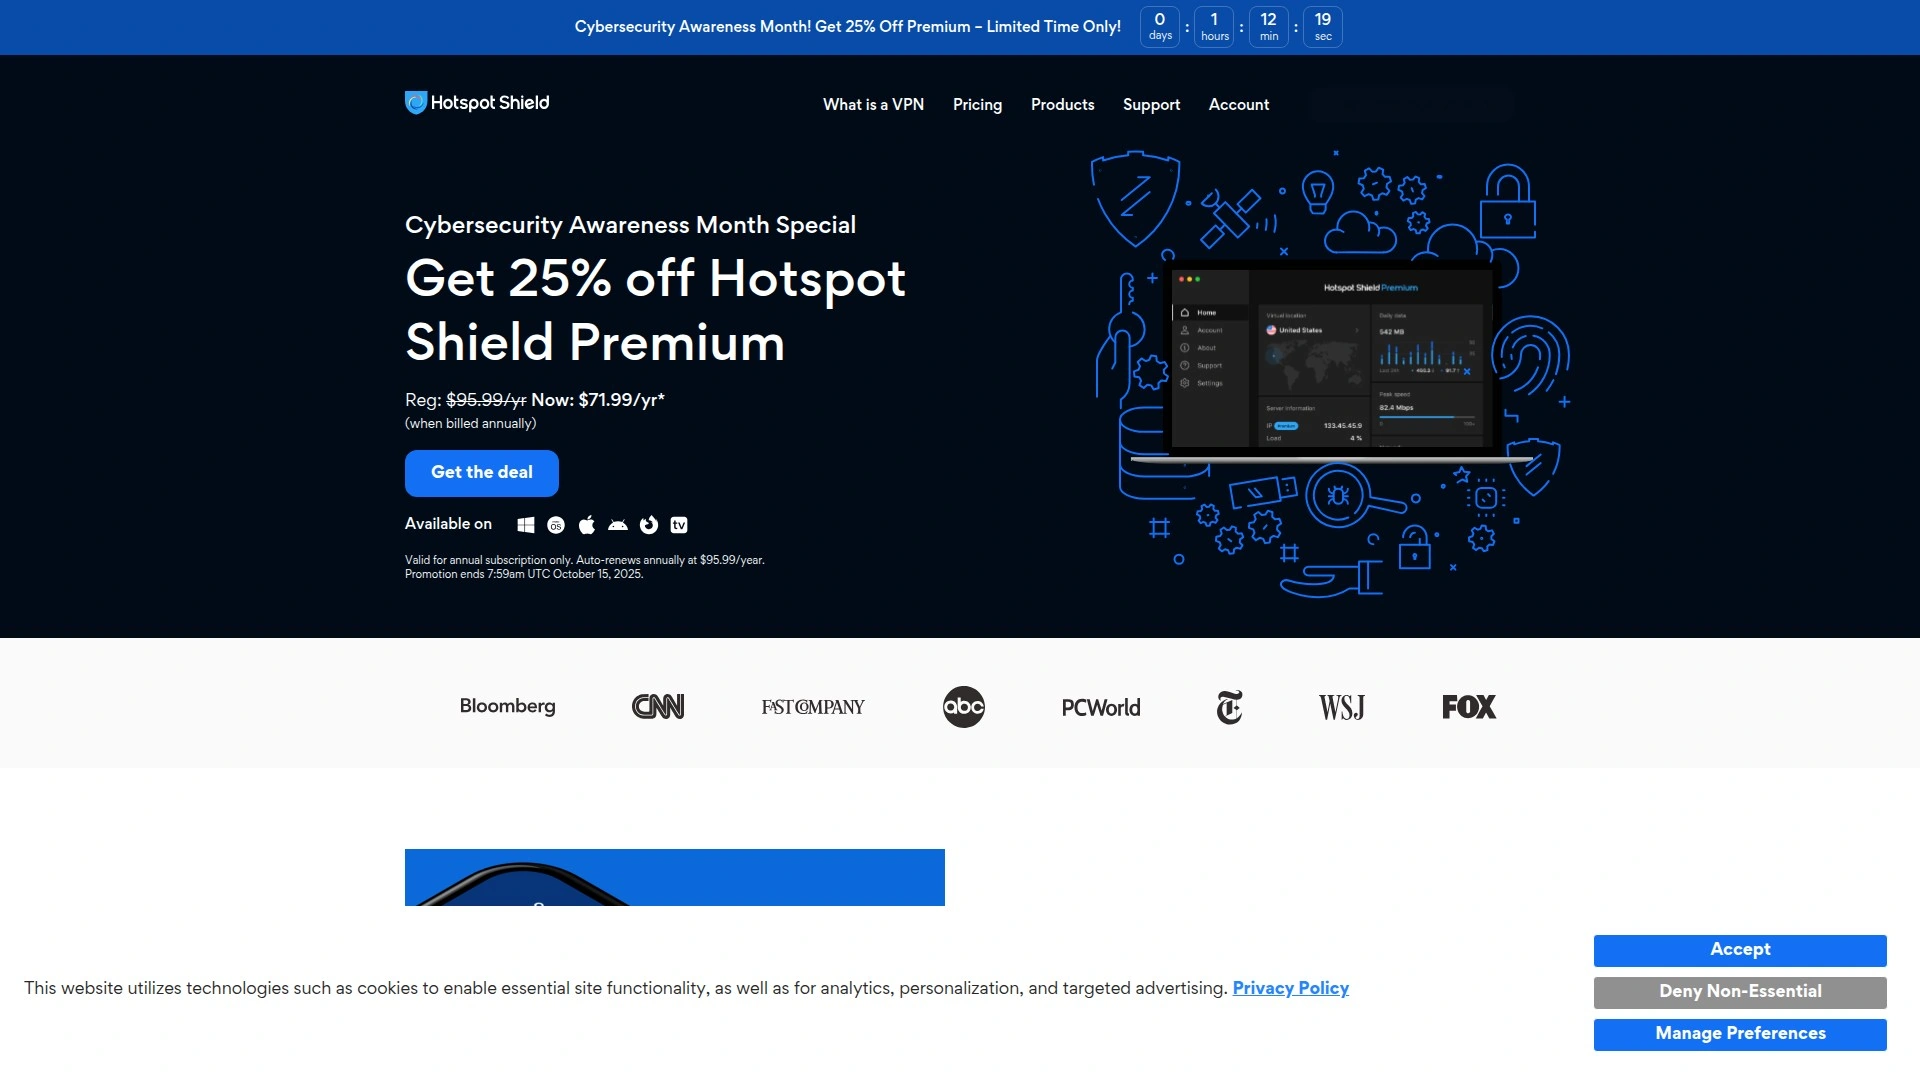 Cybersecurity Awareness Month! Get 25% Off Premium – Limited Time Only!
0 days : 1 hours : 12 min : 19 sec
Hotspot Shield
What is a VPN
Pricing
Products
Support
Account
Cybersecurity Awareness Month Special
Get 25% off Hotspot
Shield Premium
Reg: $95.99/yr Now: $71.99/yr*
(when billed annually)
Get the deal
Available on
OS
tv
Valid for annual subscription only. Auto-renews annually at $95.99/year.
Promotion ends 7:59am UTC October 15, 2025.
Hotspot Shield Premium
Home
Account
About
Support
Settings
Virtual location
United States
Server information
IP
133.45.45.9
Load
4 %
Daily data
542 MB
Peak speed
82.4 Mbps
Bloomberg
CNN
FAST COMPANY
abc
PCWorld
T
WSJ
FOX
This website utilizes technologies such as cookies to enable essential site functionality, as well as for analytics, personalization, and targeted advertising. Privacy Policy
Accept
Deny Non-Essential
Manage Preferences